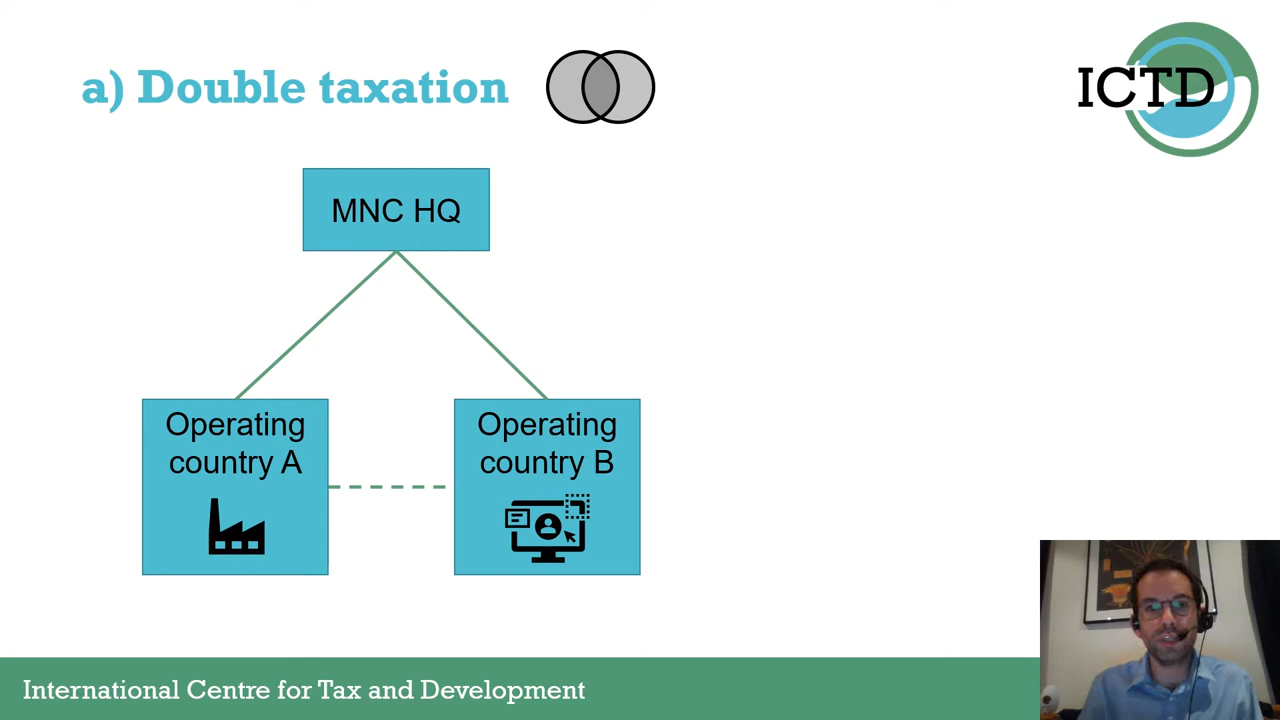 a) Double taxation
ICTD
MNC HQ
Operating
country A
Operating
country B
International Centre for Tax and Development